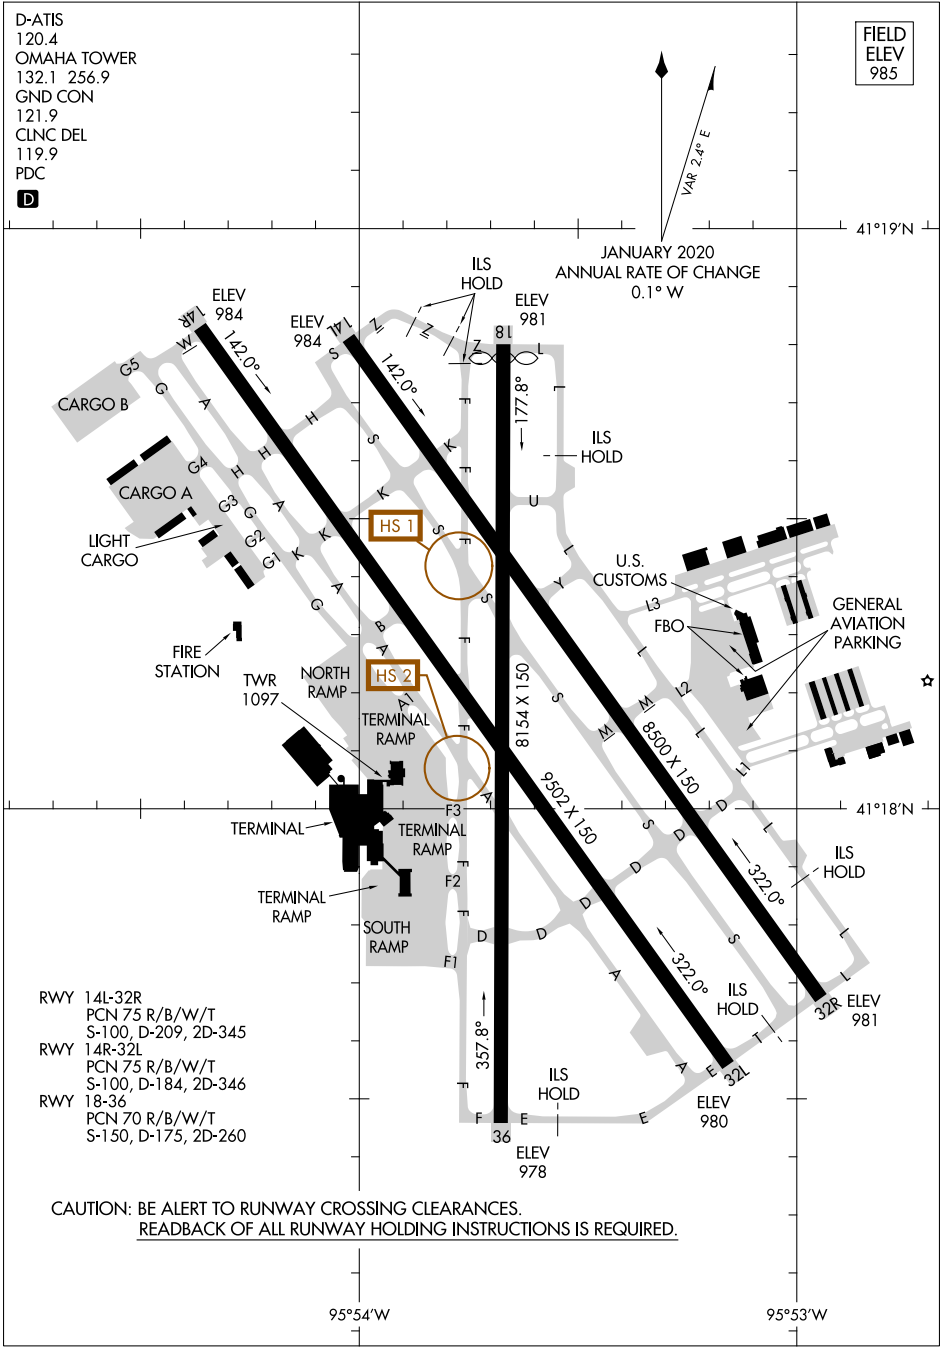 D-ATIS
120.4
OMAHA TOWER
132.1 256.9
GND CON
121.9
CLNC DEL
119.9
PDC
D
FIELD
ELEV
985
VAR 2.4° E
41°19'N
JANUARY 2020
ANNUAL RATE OF CHANGE
0.1° W
ILS
HOLD
ELEV
984
ELEV
984
ELEV
981
14R
14L
18
W
S
Z
Z
Z
L
142.0°
142.0°
177.8°
G5
G
A
CARGO B
H
F
L
S
K
F
ILS
HOLD
H
H
G4
CARGO A
K
U
G3
G
A
HS 1
S
F
LIGHT
CARGO
G2
K
K
G1
L
Y
U.S.
CUSTOMS
A
G
S
L3
FBO
GENERAL
AVIATION
PARKING
FIRE
STATION
B
A
F
L
TWR
1097
NORTH
RAMP
HS 2
A1
TERMINAL
RAMP
F
8154 X 150
S
M
M
L2
L
8500 X 150
L1
A
9502 X 150
F3
D
L
41°18'N
TERMINAL
TERMINAL
RAMP
S
D
D
F
D
F2
D
ILS
HOLD
TERMINAL
RAMP
322.0°
F
SOUTH
RAMP
D
D
S
L
F1
A
322.0°
L
RWY 14L-32R
PCN 75 R/B/W/T
S-100, D-209, 2D-345
RWY 14R-32L
PCN 75 R/B/W/T
S-100, D-184, 2D-346
RWY 18-36
PCN 70 R/B/W/T
S-150, D-175, 2D-260
ILS
HOLD
32R
ELEV
981
357.8°
T
E
A
32L
ELEV
980
F
ILS
HOLD
F
E
E
36
ELEV
978
CAUTION: BE ALERT TO RUNWAY CROSSING CLEARANCES.
READBACK OF ALL RUNWAY HOLDING INSTRUCTIONS IS REQUIRED.
95°54'W
95°53'W